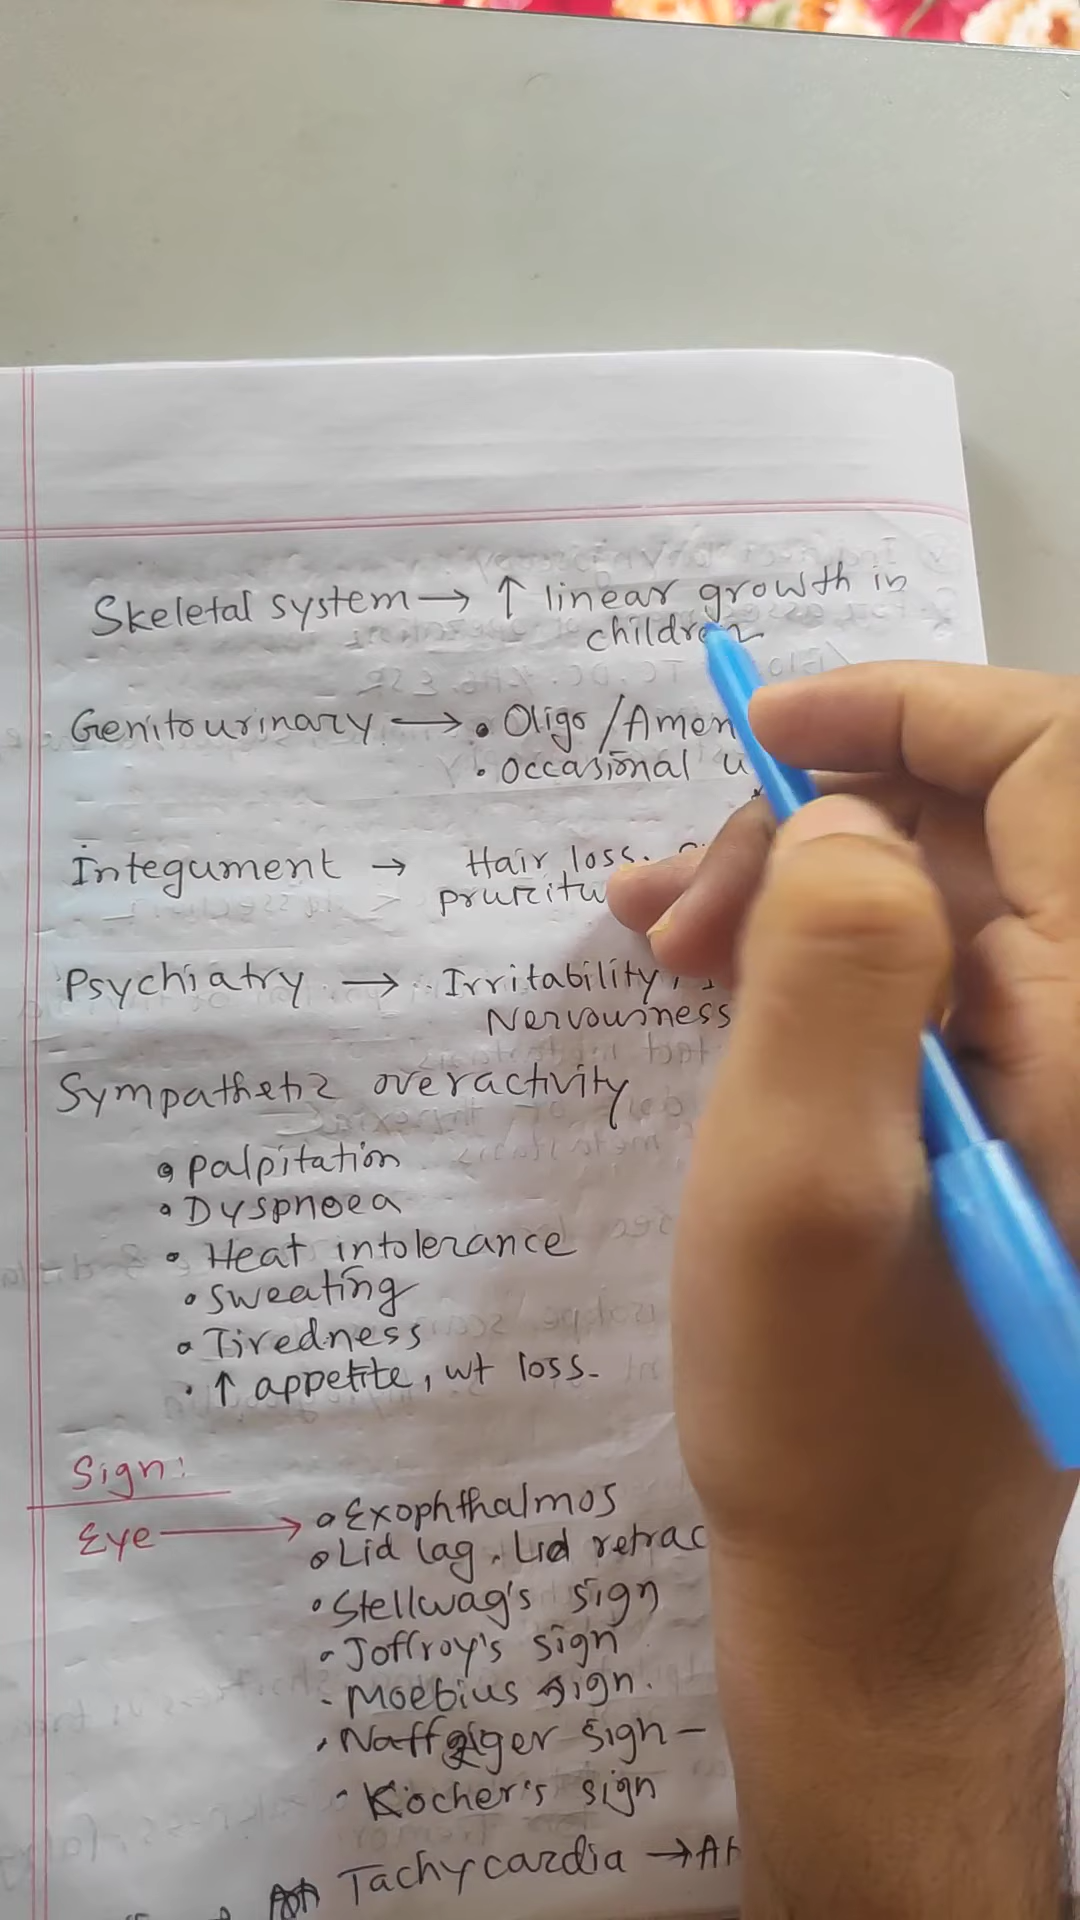 Skeletal system → ↑ linear growth in
children
Genitourinary → • Oligo /Amen
• occasional u
Integument → Hair loss.
pruritu
Psychiatry → Irritability,
Nervousness
Sympathetic overactivity
• palpitation
• Dyspnoea
• Heat intolerance
• Sweating
• Tiredness
• ↑ appetite, wt loss.
Sign:
Eye → • Exophthalmos
• Lid lag, Lid retrac
• Stellwag's sign
• Joffroy's sign
- Moebius sign.
• Naffziger sign –
• Kocher's sign
Tachycardia →